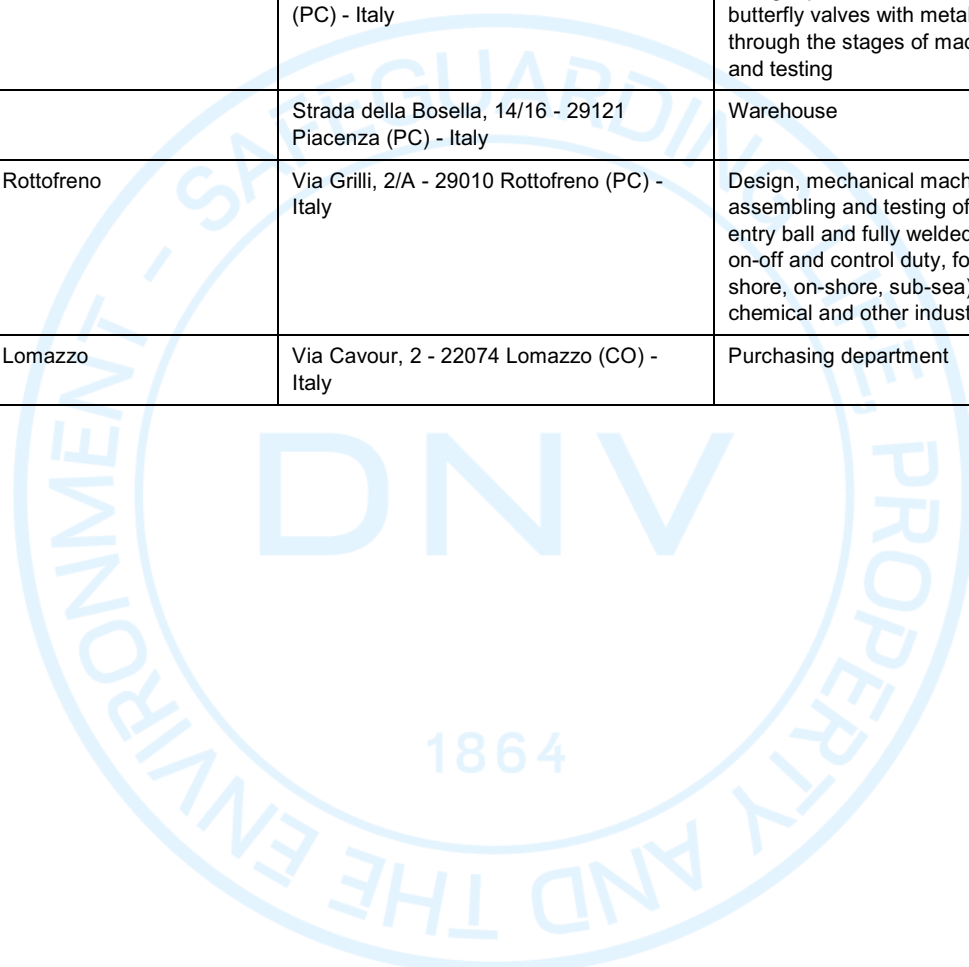 (PC) - Italy
butterfly valves with metal
through the stages of mac
and testing
Strada della Bosella, 14/16 - 29121
Piacenza (PC) - Italy
Warehouse
Rottofreno
Via Grilli, 2/A - 29010 Rottofreno (PC) -
Italy
Design, mechanical mach
assembling and testing of
entry ball and fully welded
on-off and control duty, fo
shore, on-shore, sub-sea)
chemical and other indust
Lomazzo
Via Cavour, 2 - 22074 Lomazzo (CO) -
Italy
Purchasing department
SAFEGUARDING LIFE, PROPERTY AND THE ENVIRONMENT -
DNV
1864